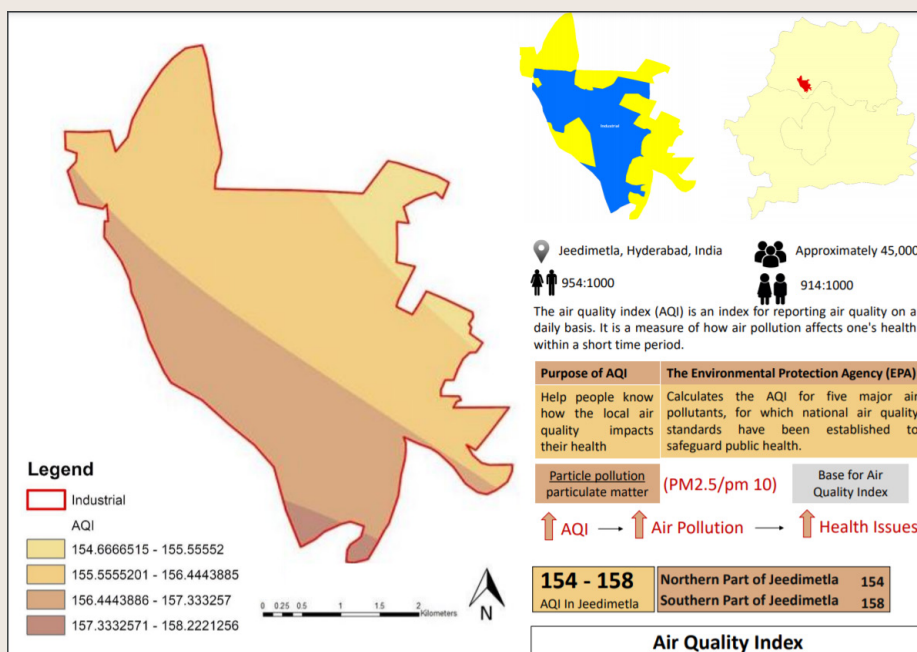 Industrial
Jeedimetla, Hyderabad, India
Approximately 45,000
954:1000
914:1000
The air quality index (AQI) is an index for reporting air quality on a
daily basis. It is a measure of how air pollution affects one's health
within a short time period.
Purpose of AQI
Help people know
how the local air
quality impacts
their health
The Environmental Protection Agency (EPA)
Calculates the AQI for five major air
pollutants, for which national air quality
standards have been established to
safeguard public health.
Particle pollution
particulate matter
(PM2.5/pm 10)
Base for Air
Quality Index
AQI
Air Pollution
Health Issues
154 - 158
AQI In Jeedimetla
Northern Part of Jeedimetla 154
Southern Part of Jeedimetla 158
Air Quality Index
Legend
Industrial
AQI
154.6666515 - 155.55552
155.5555201 - 156.4443885
156.4443886 - 157.333257
157.3332571 - 158.2221256
0 0.25 0.5 1 1.5 2
Kilometers
N